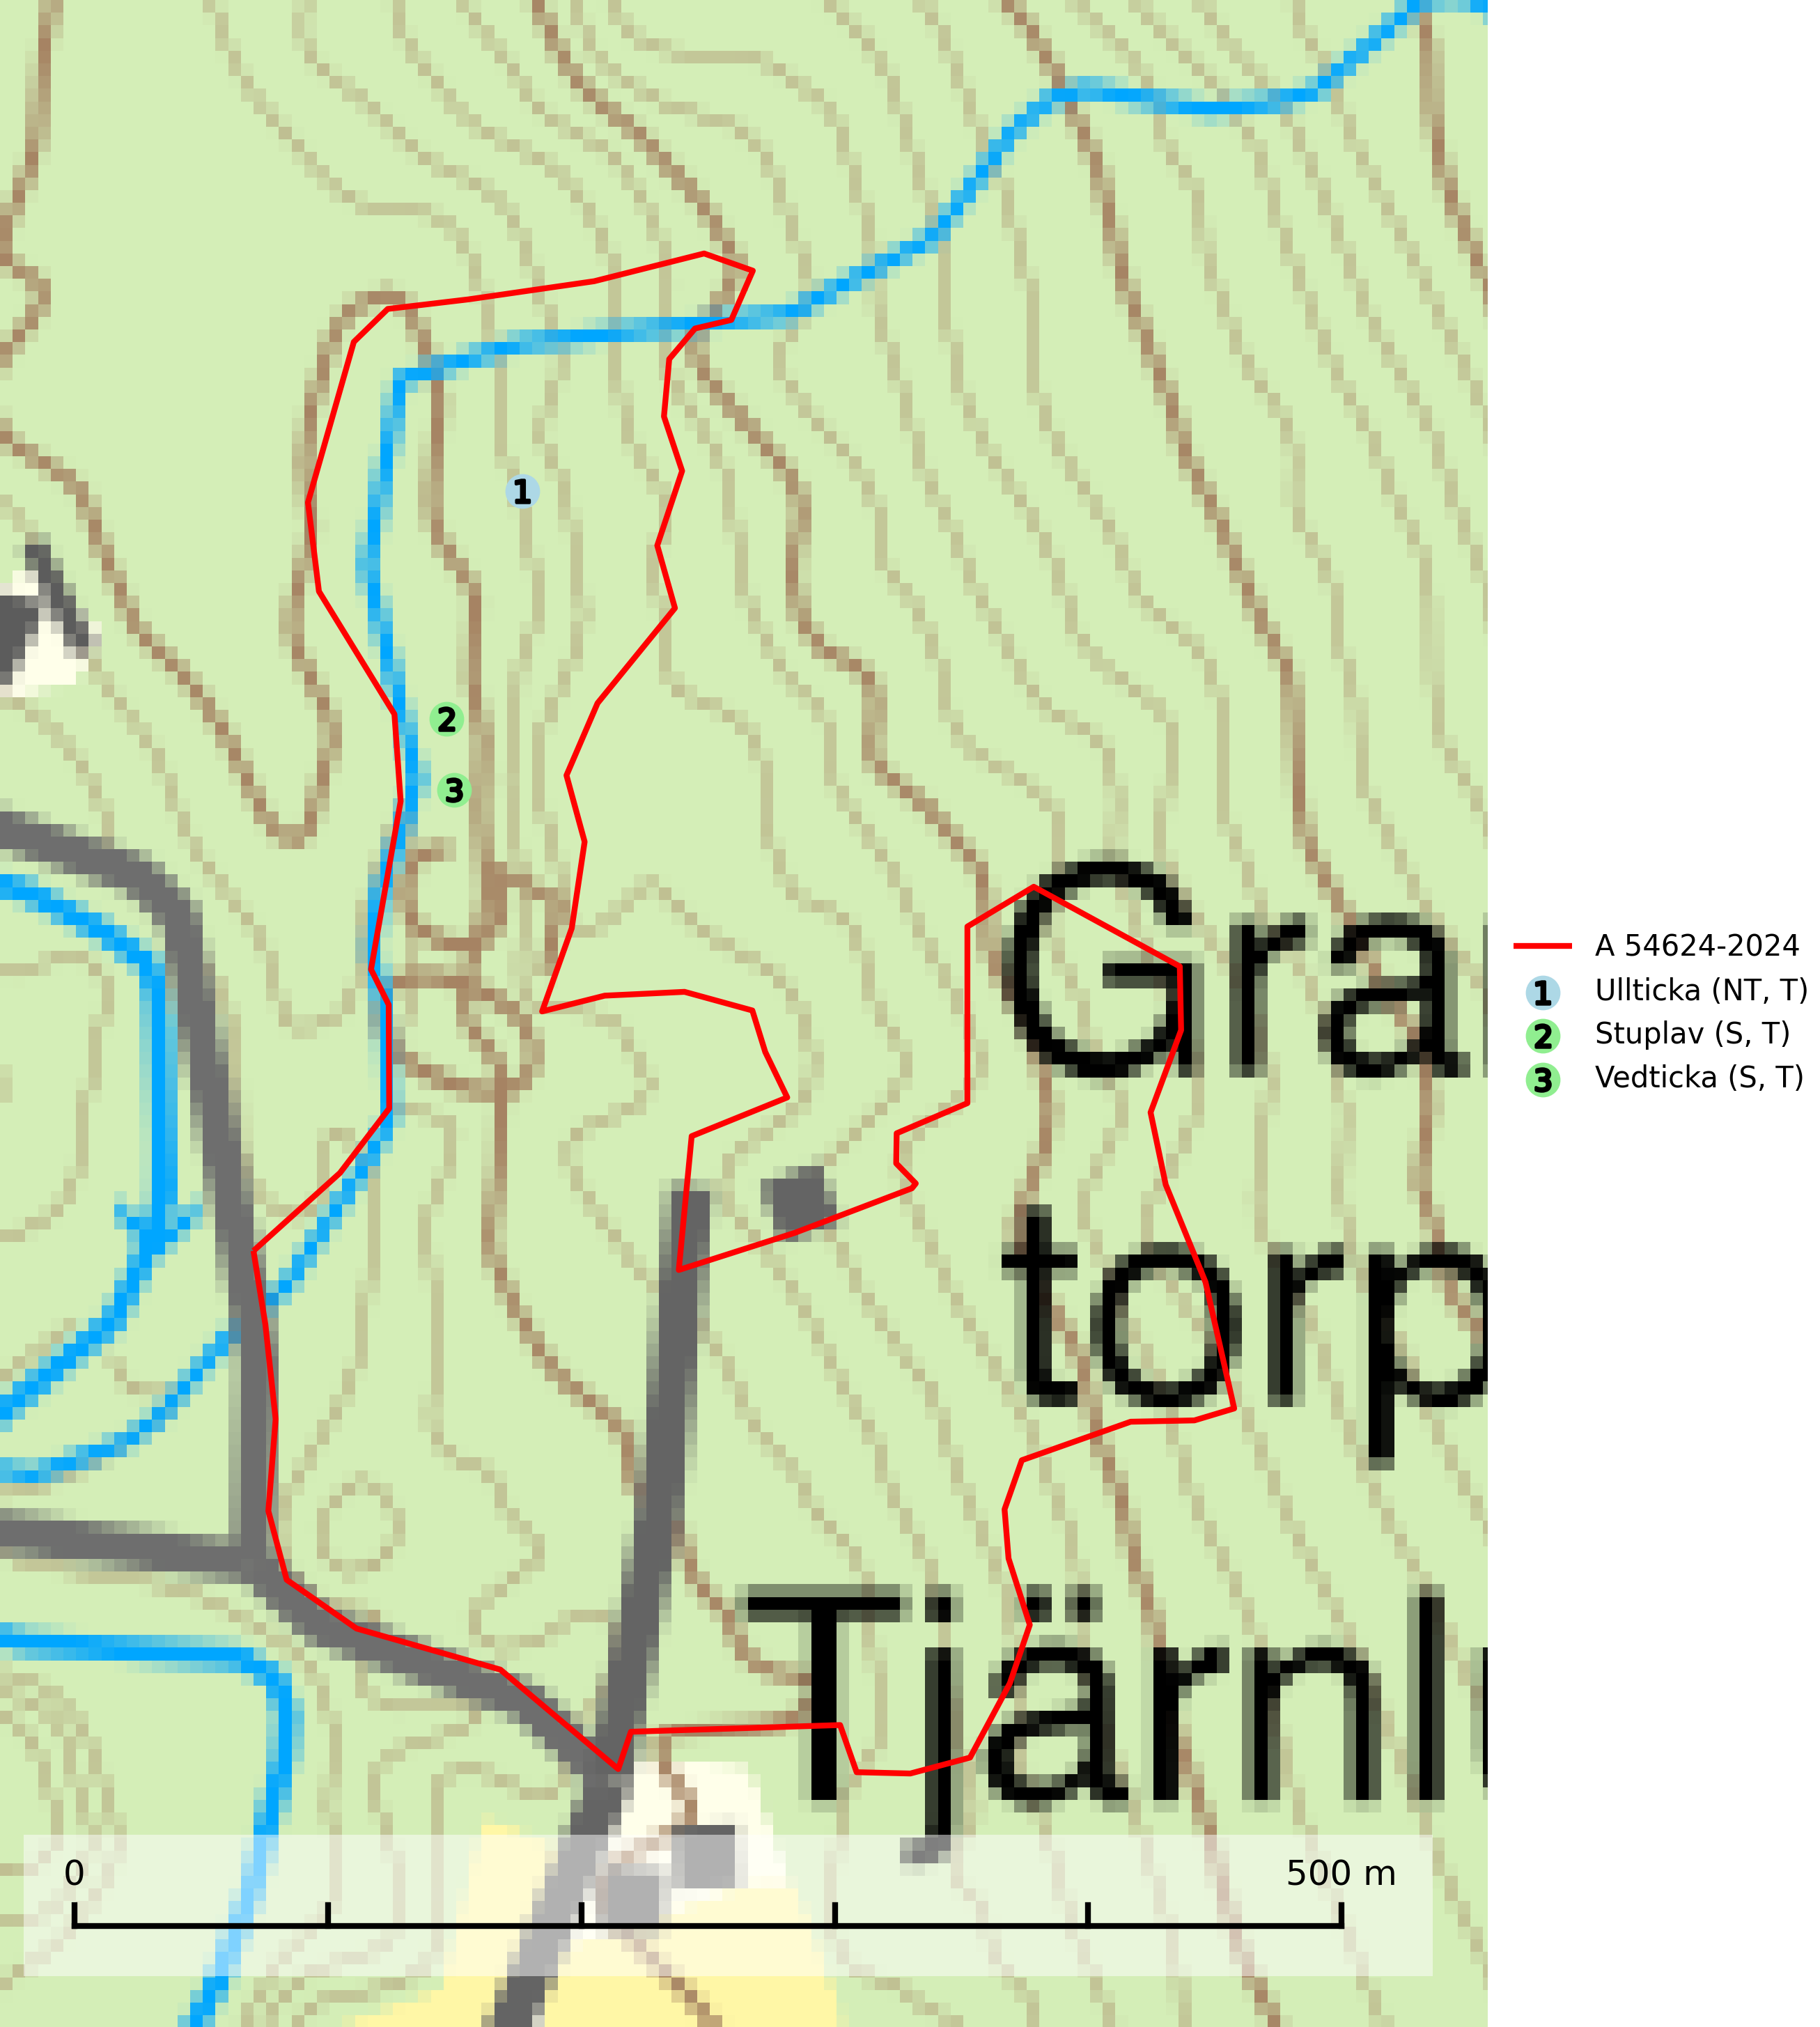 1
2
3
Gra
torp
Tjärnl
0 500 m
A 54624-2024
1 Ullticka (NT, T)
2 Stuplav (S, T)
3 Vedticka (S, T)